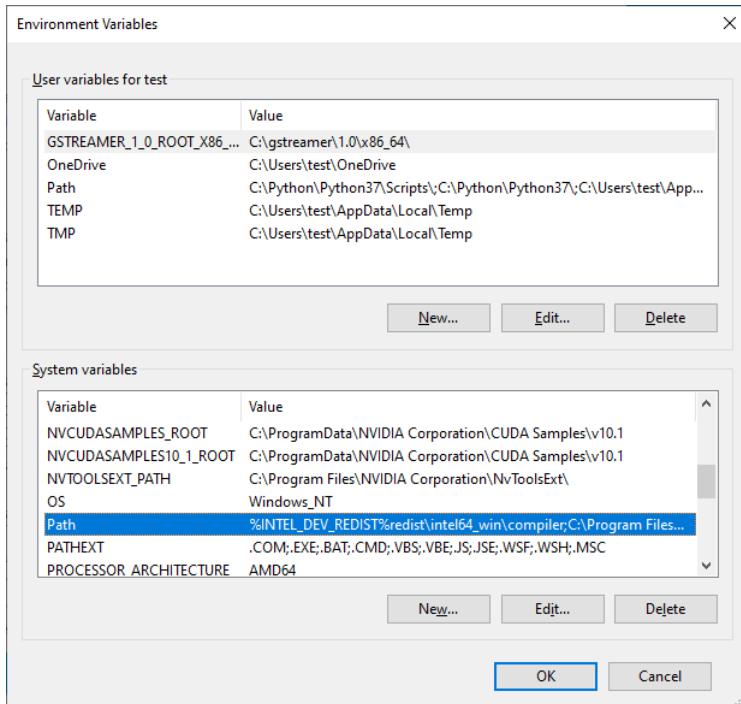 Environment Variables
User variables for test
Variable Value
GSTREAMER_1_0_ROOT_X86_... C:\gstreamer\1.0\x86_64\
OneDrive C:\Users\test\OneDrive
Path C:\Python\Python37\Scripts\;C:\Python\Python37\;C:\Users\test\App...
TEMP C:\Users\test\AppData\Local\Temp
TMP C:\Users\test\AppData\Local\Temp
New... Edit... Delete
System variables
Variable Value
NVCUDASAMPLES_ROOT C:\ProgramData\NVIDIA Corporation\CUDA Samples\v10.1
NVCUDASAMPLES10_1_ROOT C:\ProgramData\NVIDIA Corporation\CUDA Samples\v10.1
NVTOOLSEXT_PATH C:\Program Files\NVIDIA Corporation\NvToolsExt\
OS Windows_NT
Path %INTEL_DEV_REDIST%redist\intel64_win\compiler;C:\Program Files...
PATHEXT .COM;.EXE;.BAT;.CMD;.VBS;.VBE;.JS;.JSE;.WSF;.WSH;.MSC
PROCESSOR_ARCHITECTURE AMD64
New... Edit... Delete
OK Cancel